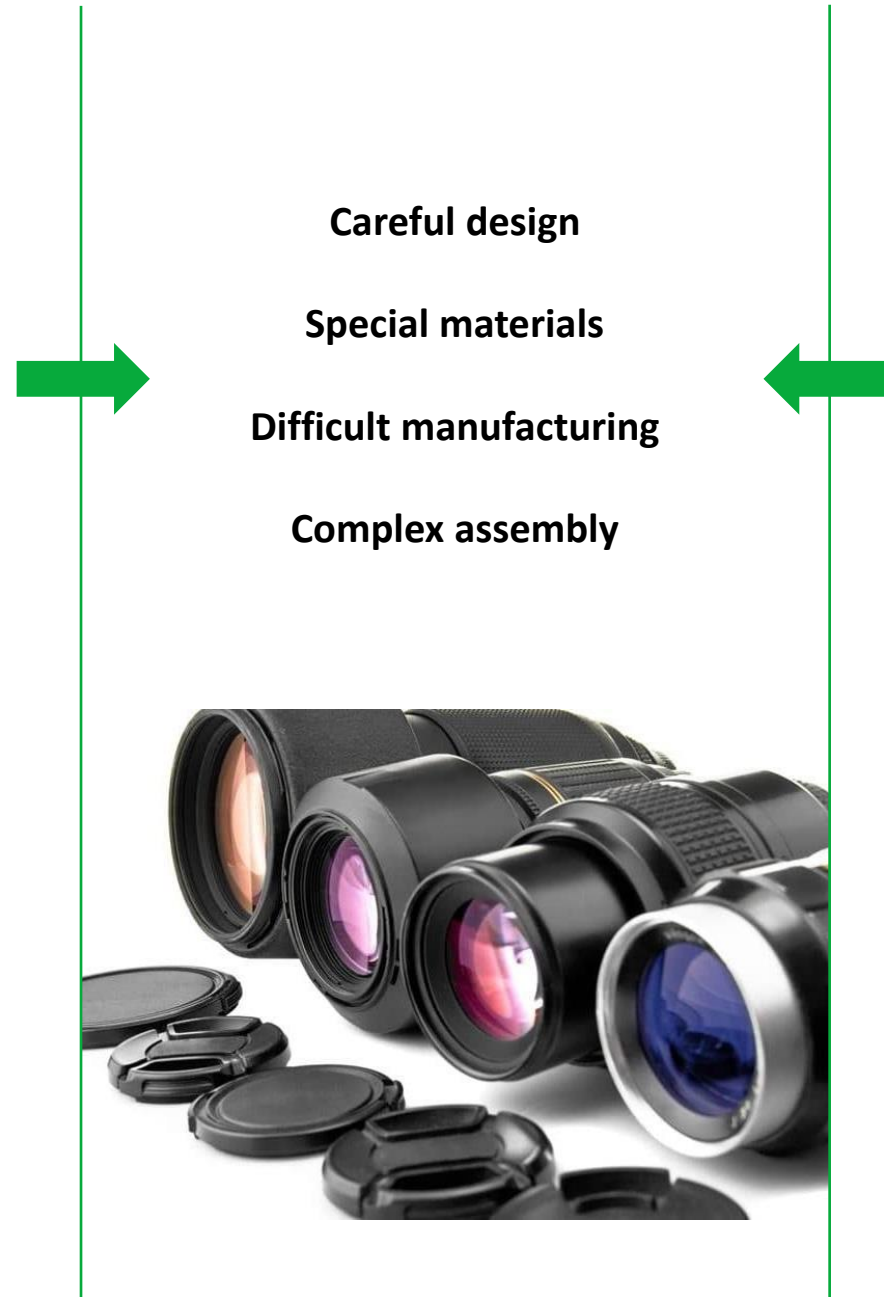 Careful design
Special materials
Difficult manufacturing
Complex assembly